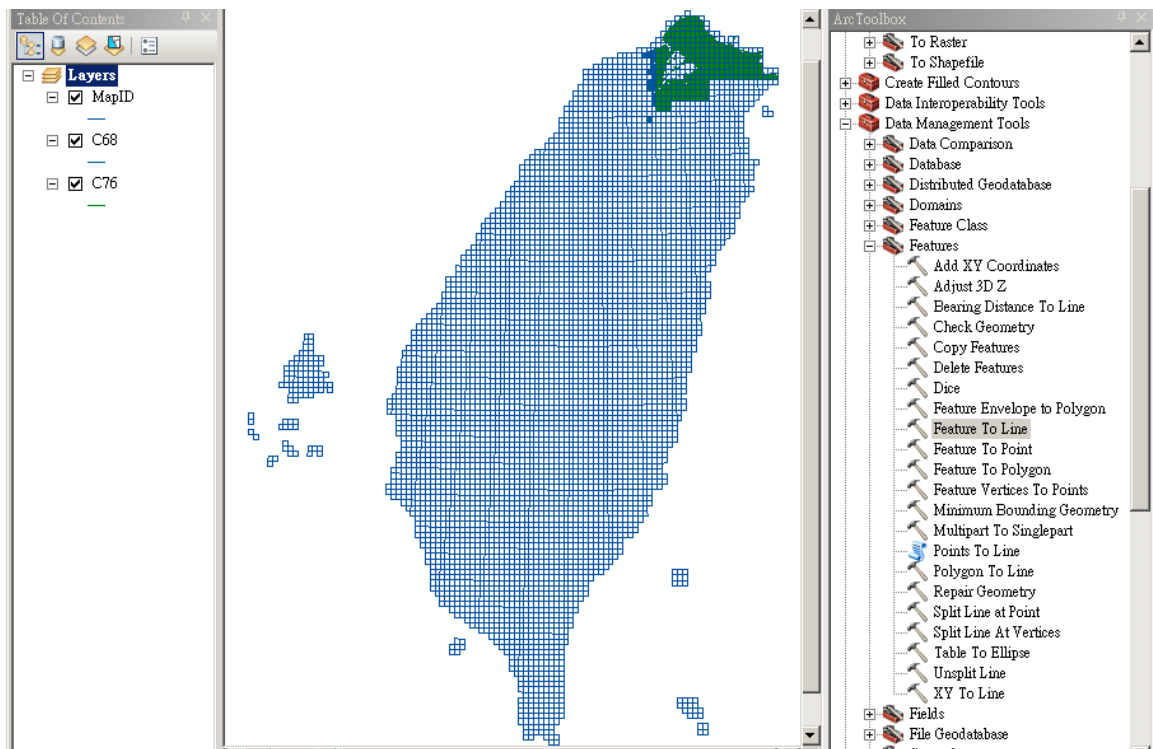 Table Of Contents
Layers
MapID
C68
C76
ArcToolbox
To Raster
To Shapefile
Create Filled Contours
Data Interoperability Tools
Data Management Tools
Data Comparison
Database
Distributed Geodatabase
Domains
Feature Class
Features
Add XY Coordinates
Adjust 3D Z
Bearing Distance To Line
Check Geometry
Copy Features
Delete Features
Dice
Feature Envelope to Polygon
Feature To Line
Feature To Point
Feature To Polygon
Feature Vertices To Points
Minimum Bounding Geometry
Multipart To Singlepart
Points To Line
Polygon To Line
Repair Geometry
Split Line at Point
Split Line At Vertices
Table To Ellipse
Unsplit Line
XY To Line
Fields
File Geodatabase